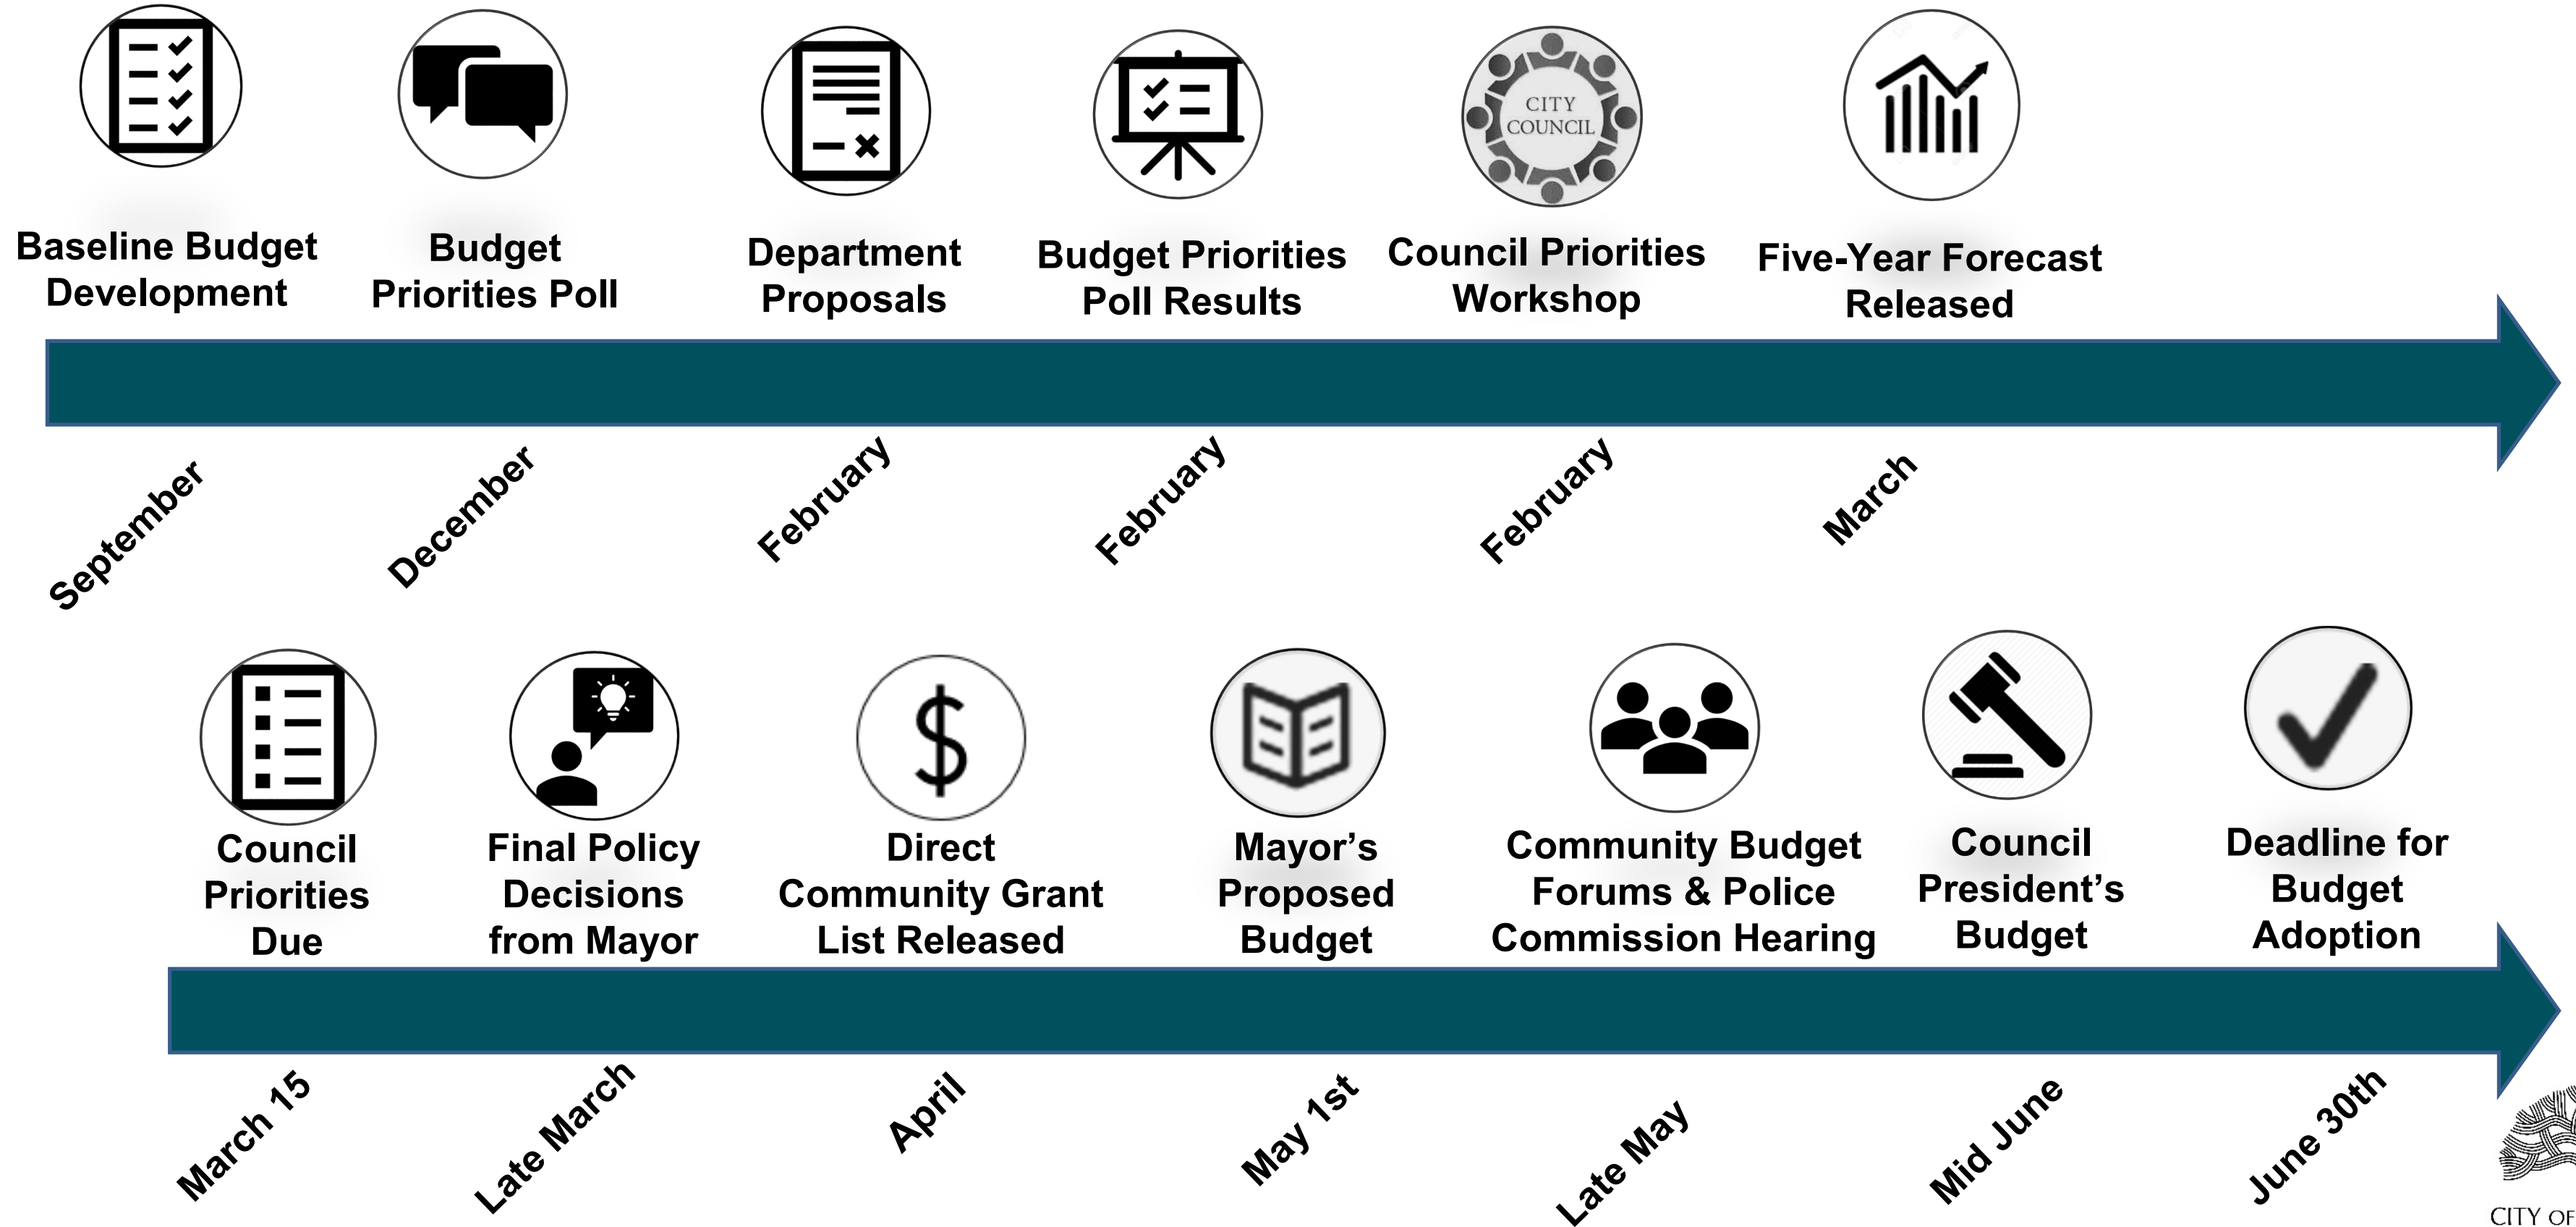 CITY
COUNCIL
Baseline Budget
Development
Budget
Priorities Poll
Department
Proposals
Budget Priorities
Poll Results
Council Priorities
Workshop
Five-Year Forecast
Released
September
December
February
February
February
March
Council
Priorities
Due
Final Policy
Decisions
from Mayor
Direct
Community Grant
List Released
Mayor’s
Proposed
Budget
Community Budget
Forums & Police
Commission Hearing
Council
President’s
Budget
Deadline for
Budget
Adoption
March 15
Late March
April
May 1st
Late May
Mid June
June 30th
CITY OF